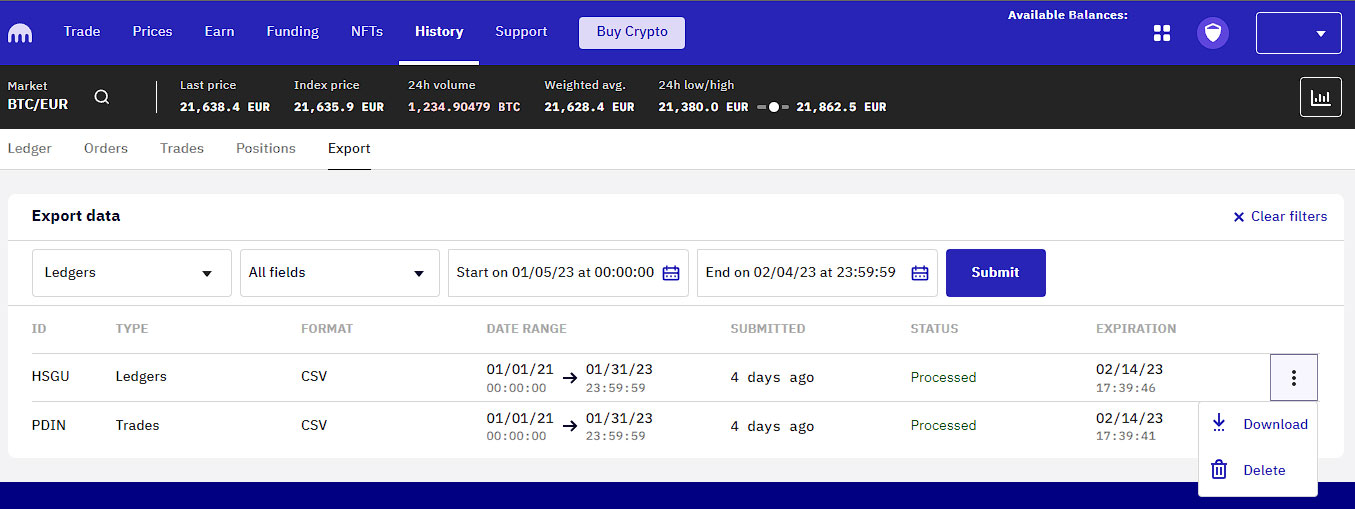 Available Balances:
Trade Prices Earn Funding NFTs History Support Buy Crypto
Market Last price Index price 24h volume Weighted avg. 24h low/high
BTC/EUR 21,638.4 EUR 21,635.9 EUR 1,234.90479 BTC 21,628.4 EUR 21,380.0 EUR 21,862.5 EUR
Ledger Orders Trades Positions Export
Export data Clear filters
Ledgers All fields Start on 01/05/23 at 00:00:00 End on 02/04/23 at 23:59:59 Submit
ID TYPE FORMAT DATE RANGE SUBMITTED STATUS EXPIRATION
HSGU Ledgers CSV 01/01/21 → 01/31/23 4 days ago Processed 02/14/23
00:00:00 23:59:59 17:39:46
PDIN Trades CSV 01/01/21 → 01/31/23 4 days ago Processed 02/14/23
00:00:00 23:59:59 17:39:41
Download
Delete